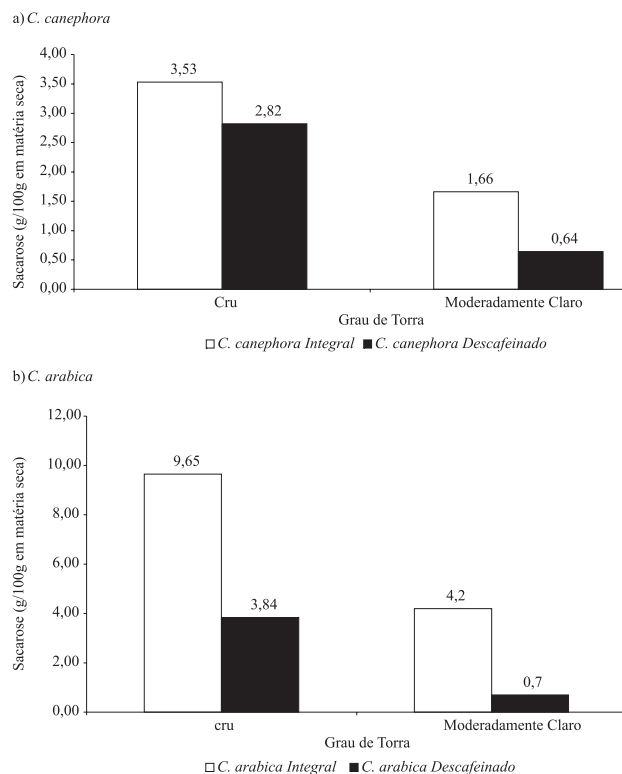 a) C. canephora
Sacarose (g/100g em matéria seca)
4,00
3,50
3,00
2,50
2,00
1,50
1,00
0,50
0,00
3,53
2,82
1,66
0,64
Cru
Moderadamente Claro
Grau de Torra
C. canephora Integral
C. canephora Descafeinado
b) C. arabica
Sacarose (g/100g em matéria seca)
12,00
10,00
8,00
6,00
4,00
2,00
0,00
9,65
3,84
4,2
0,7
cru
Moderadamente Claro
Grau de Torra
C. arabica Integral
C. arabica Descafeinado